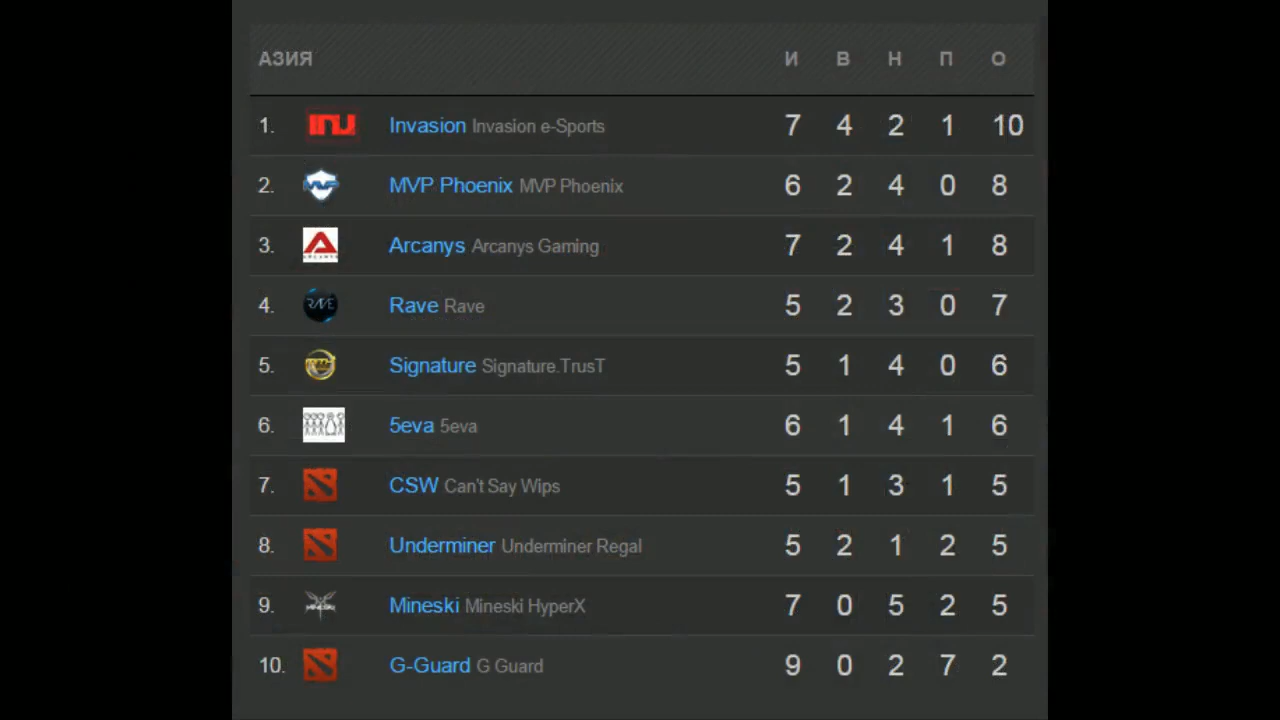 АЗИЯ И В Н П О
1. Invasion Invasion e-Sports 7 4 2 1 10
2. MVP MVP Phoenix MVP Phoenix 6 2 4 0 8
3. ARCANYS Arcanys Arcanys Gaming 7 2 4 1 8
4. RAVE Rave Rave 5 2 3 0 7
5. Signature Signature.TrusT 5 1 4 0 6
6. 5eva 5eva 6 1 4 1 6
7. CSW Can't Say Wips 5 1 3 1 5
8. Underminer Underminer Regal 5 2 1 2 5
9. Mineski Mineski HyperX 7 0 5 2 5
10. G-Guard G Guard 9 0 2 7 2